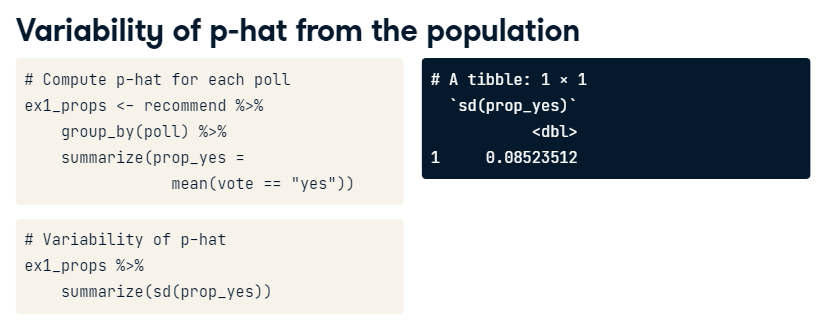 Variability of p-hat from the population
# Compute p-hat for each poll
ex1_props <- recommend %>%
    group_by(poll) %>%
    summarize(prop_yes =
                mean(vote == "yes"))
# Variability of p-hat
ex1_props %>%
    summarize(sd(prop_yes))
# A tibble: 1 × 1
  `sd(prop_yes)`
           <dbl>
1     0.08523512